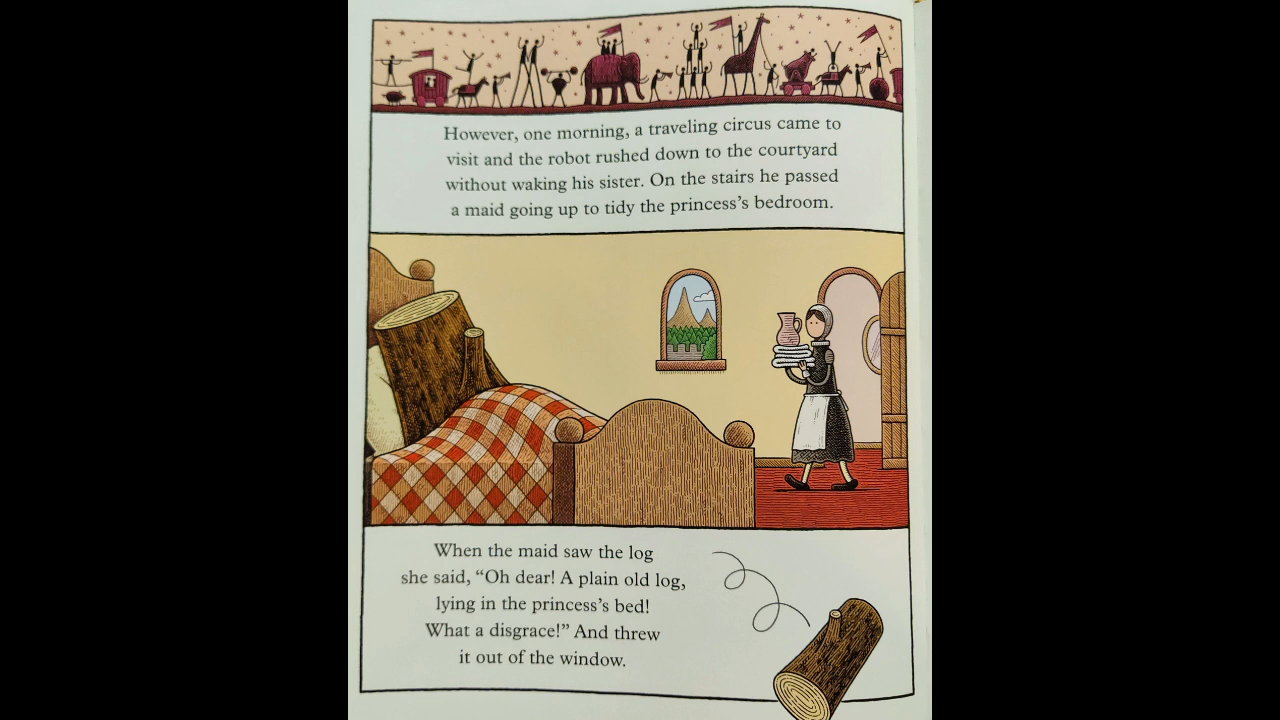 However, one morning, a traveling circus came to
visit and the robot rushed down to the courtyard
without waking his sister. On the stairs he passed
a maid going up to tidy the princess's bedroom.
When the maid saw the log
she said, “Oh dear! A plain old log,
lying in the princess's bed!
What a disgrace!” And threw
it out of the window.